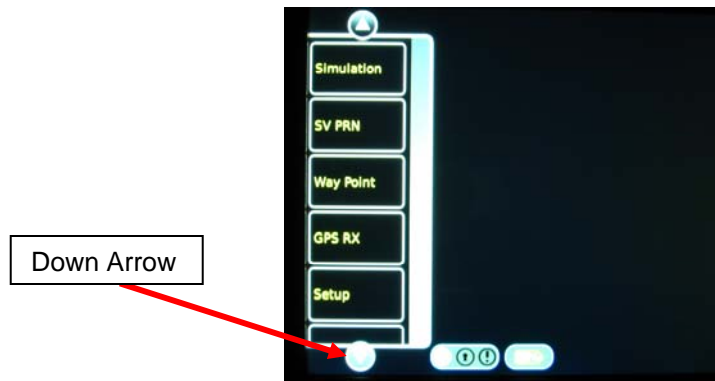 Simulation
SV PRN
Way Point
GPS RX
Down Arrow
Setup